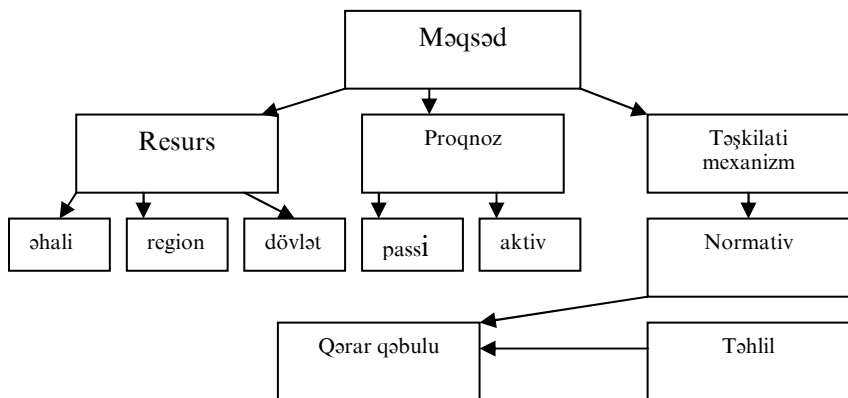 Məqsəd
Resurs
Proqnoz
Təşkilati
mexanizm
əhali
region
dövlət
passi
aktiv
Normativ
Qərar qəbulu
Təhlil